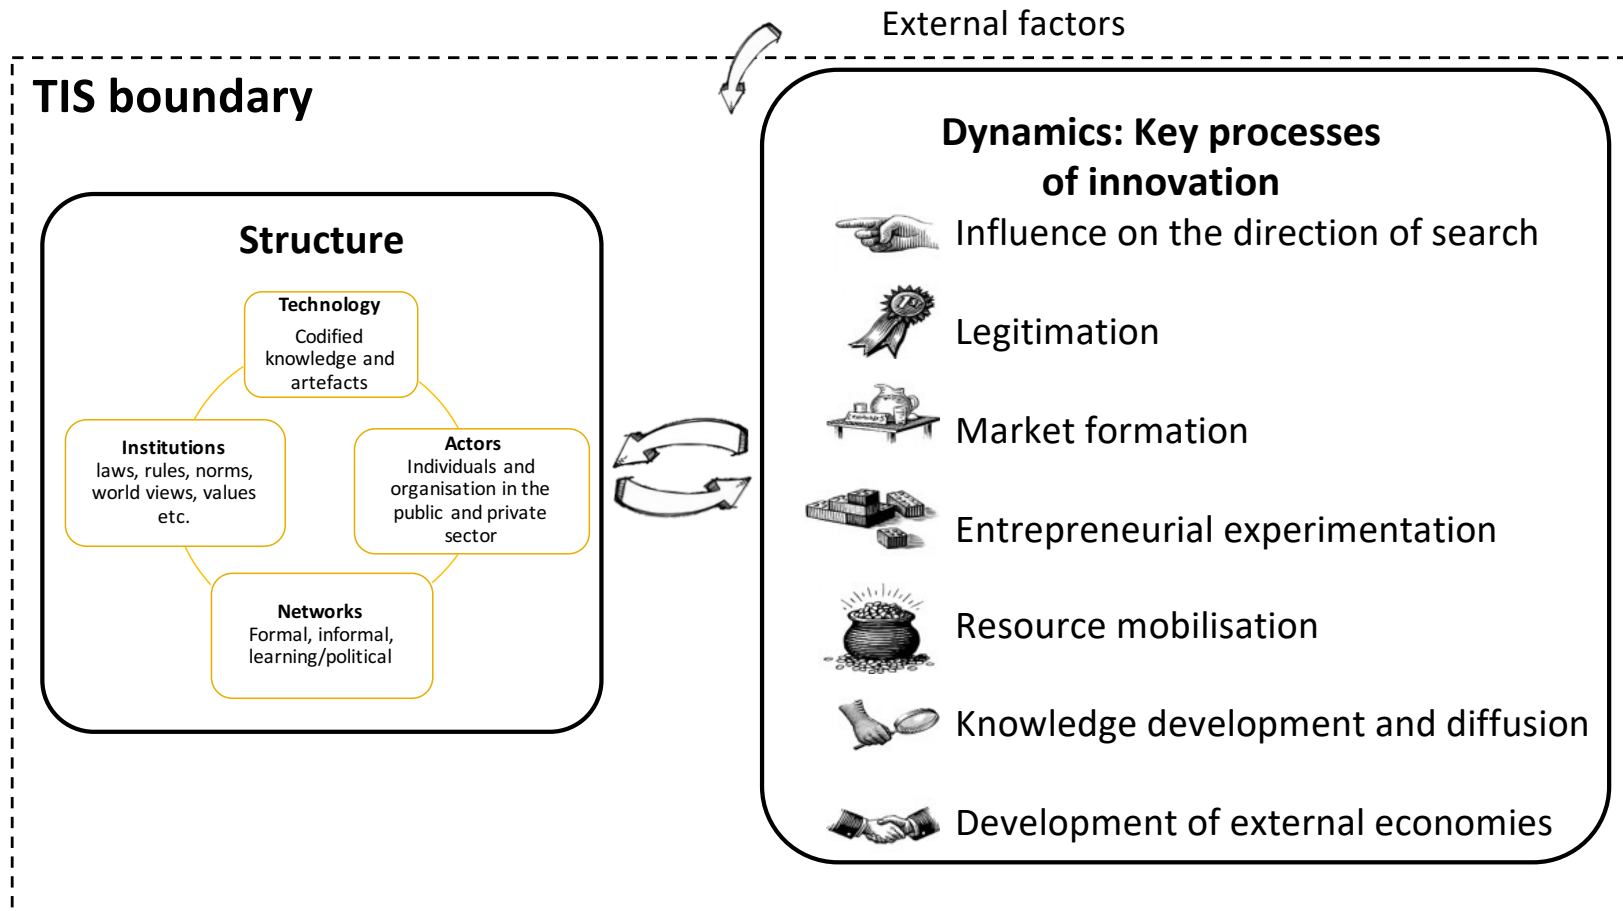 External factors
TIS boundary
Structure
Technology
Codified
knowledge and
artefacts
Institutions
laws, rules, norms,
world views, values
etc.
Actors
Individuals and
organisation in the
public and private
sector
Networks
Formal, informal,
learning/political
Dynamics: Key processes
of innovation
Influence on the direction of search
Legitimation
Market formation
Entrepreneurial experimentation
Resource mobilisation
Knowledge development and diffusion
Development of external economies